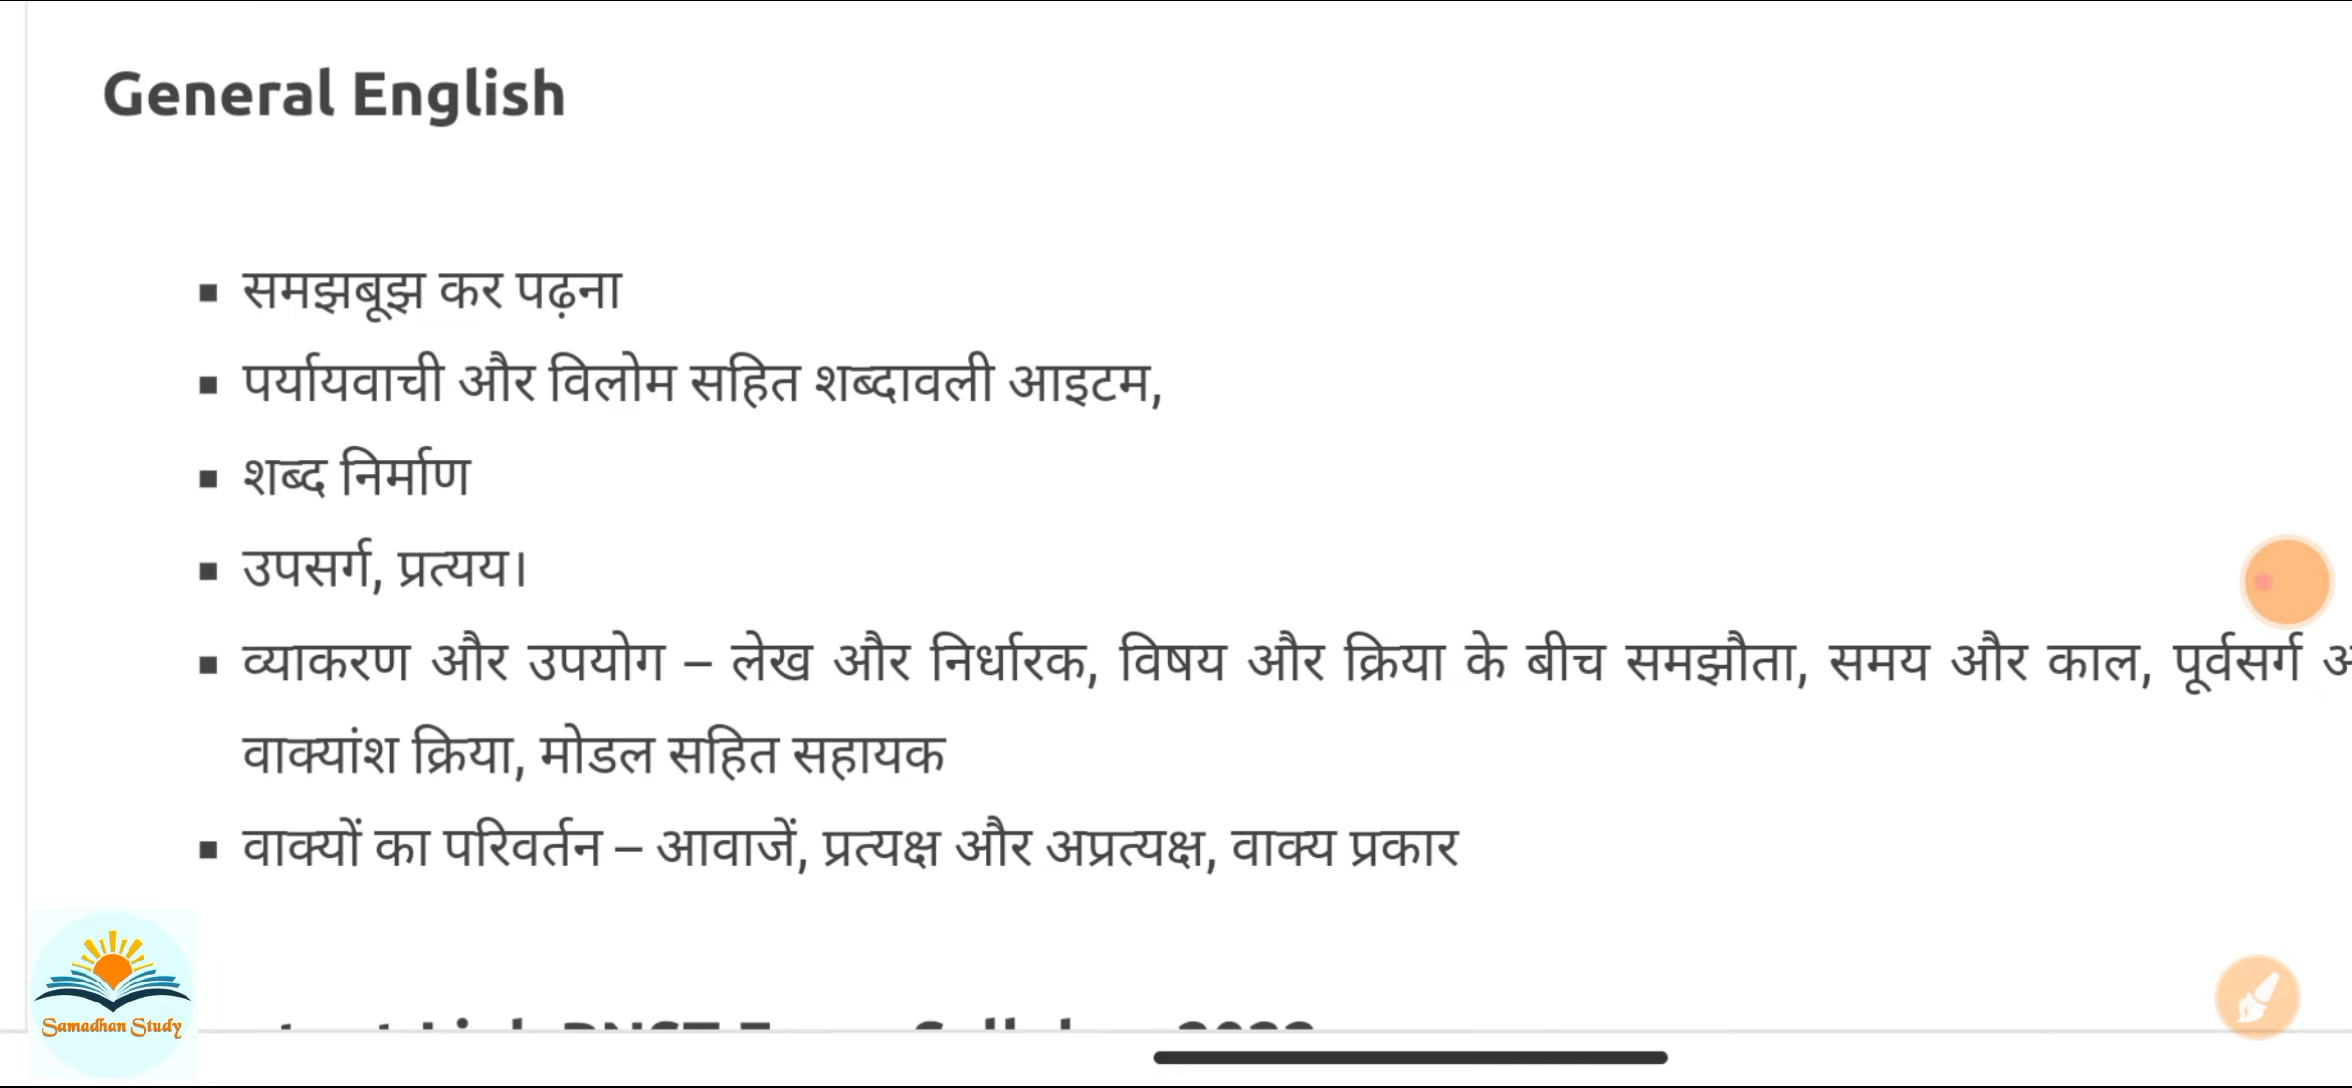 General English
▪ समझबूझ कर पढ़ना
▪ पर्यायवाची और विलोम सहित शब्दावली आइटम,
▪ शब्द निर्माण
▪ उपसर्ग, प्रत्यय।
▪ व्याकरण और उपयोग – लेख और निर्धारक, विषय और क्रिया के बीच समझौता, समय और काल, पूर्वसर्ग
वाक्यांश क्रिया, मोडल सहित सहायक
▪ वाक्यों का परिवर्तन – आवाजें, प्रत्यक्ष और अप्रत्यक्ष, वाक्य प्रकार
Samadhan Study